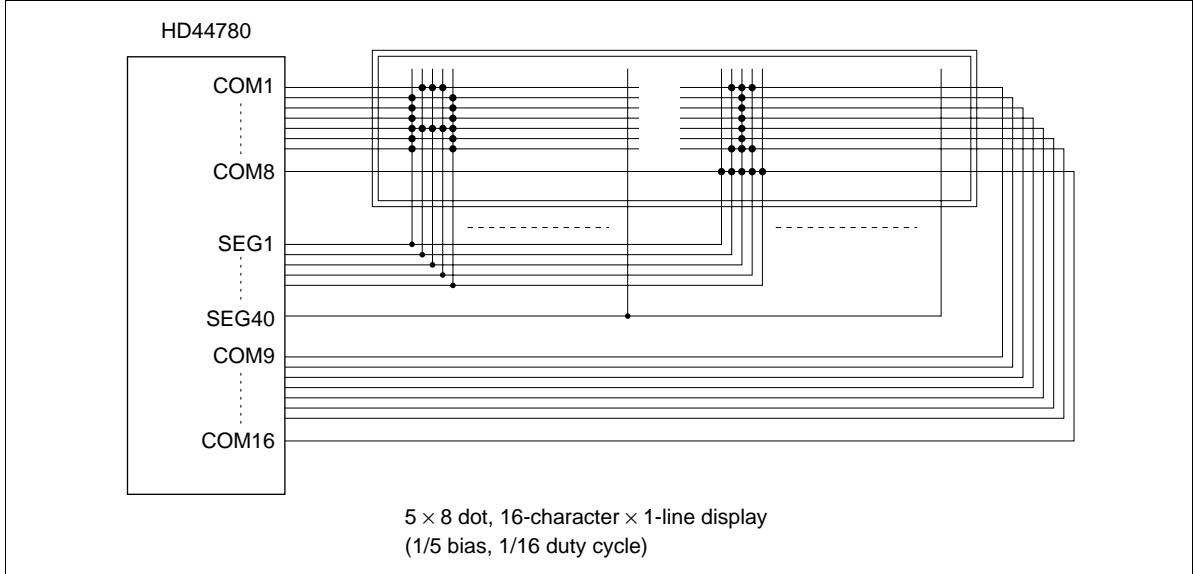 HD44780
COM1
COM8
SEG1
SEG40
COM9
COM16
5 × 8 dot, 16-character × 1-line display
(1/5 bias, 1/16 duty cycle)